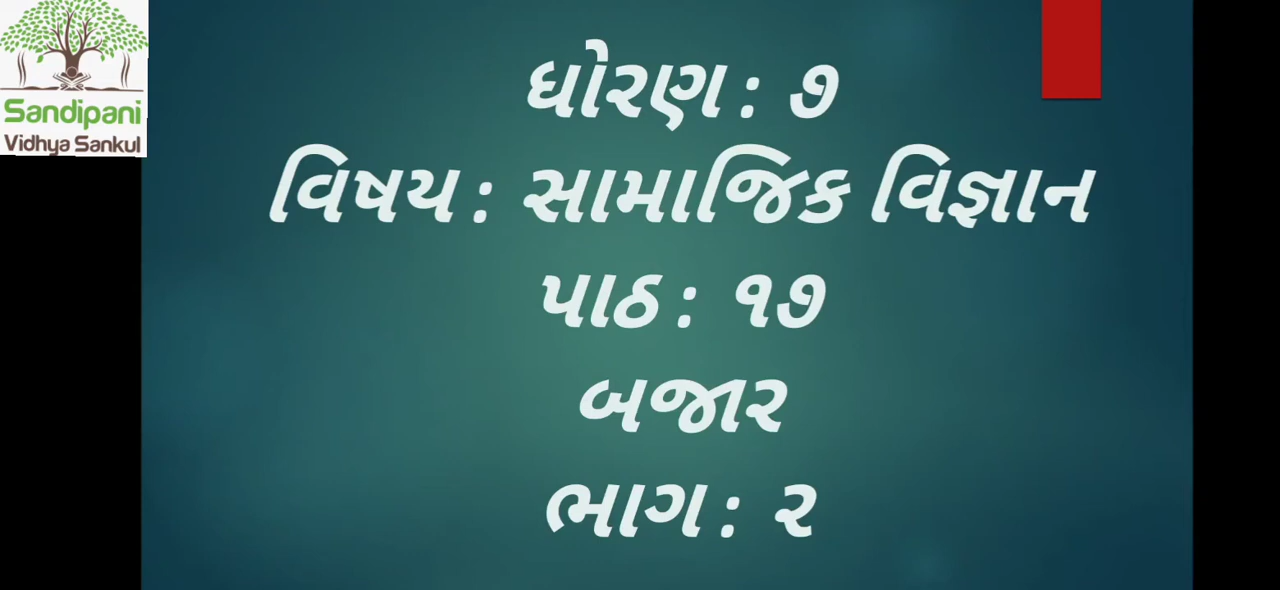 Sandipani
Vidhya Sankul
ધોરણ : ૭
વિષય : સામાજિક વિજ્ઞાન
પાઠ : ૧૭
બજાર
ભાગ : ૨